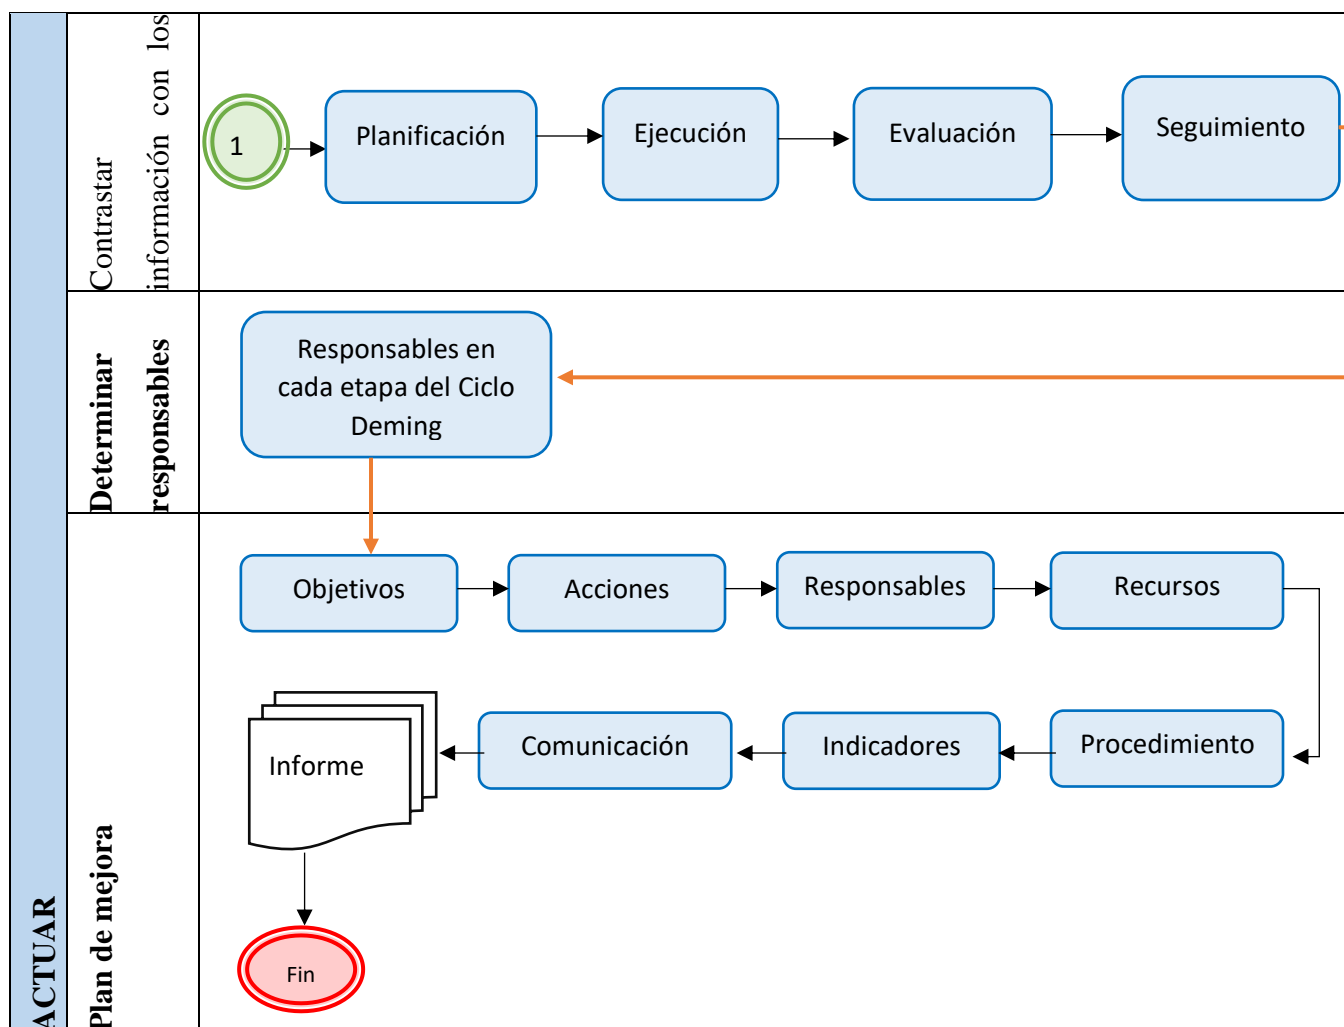 ACTUAR
Contrastar
información con los
1
Planificación
Ejecución
Evaluación
Seguimiento
Determinar
responsables
Responsables en
cada etapa del Ciclo
Deming
Plan de mejora
Objetivos
Acciones
Responsables
Recursos
Procedimiento
Indicadores
Comunicación
Informe
Fin